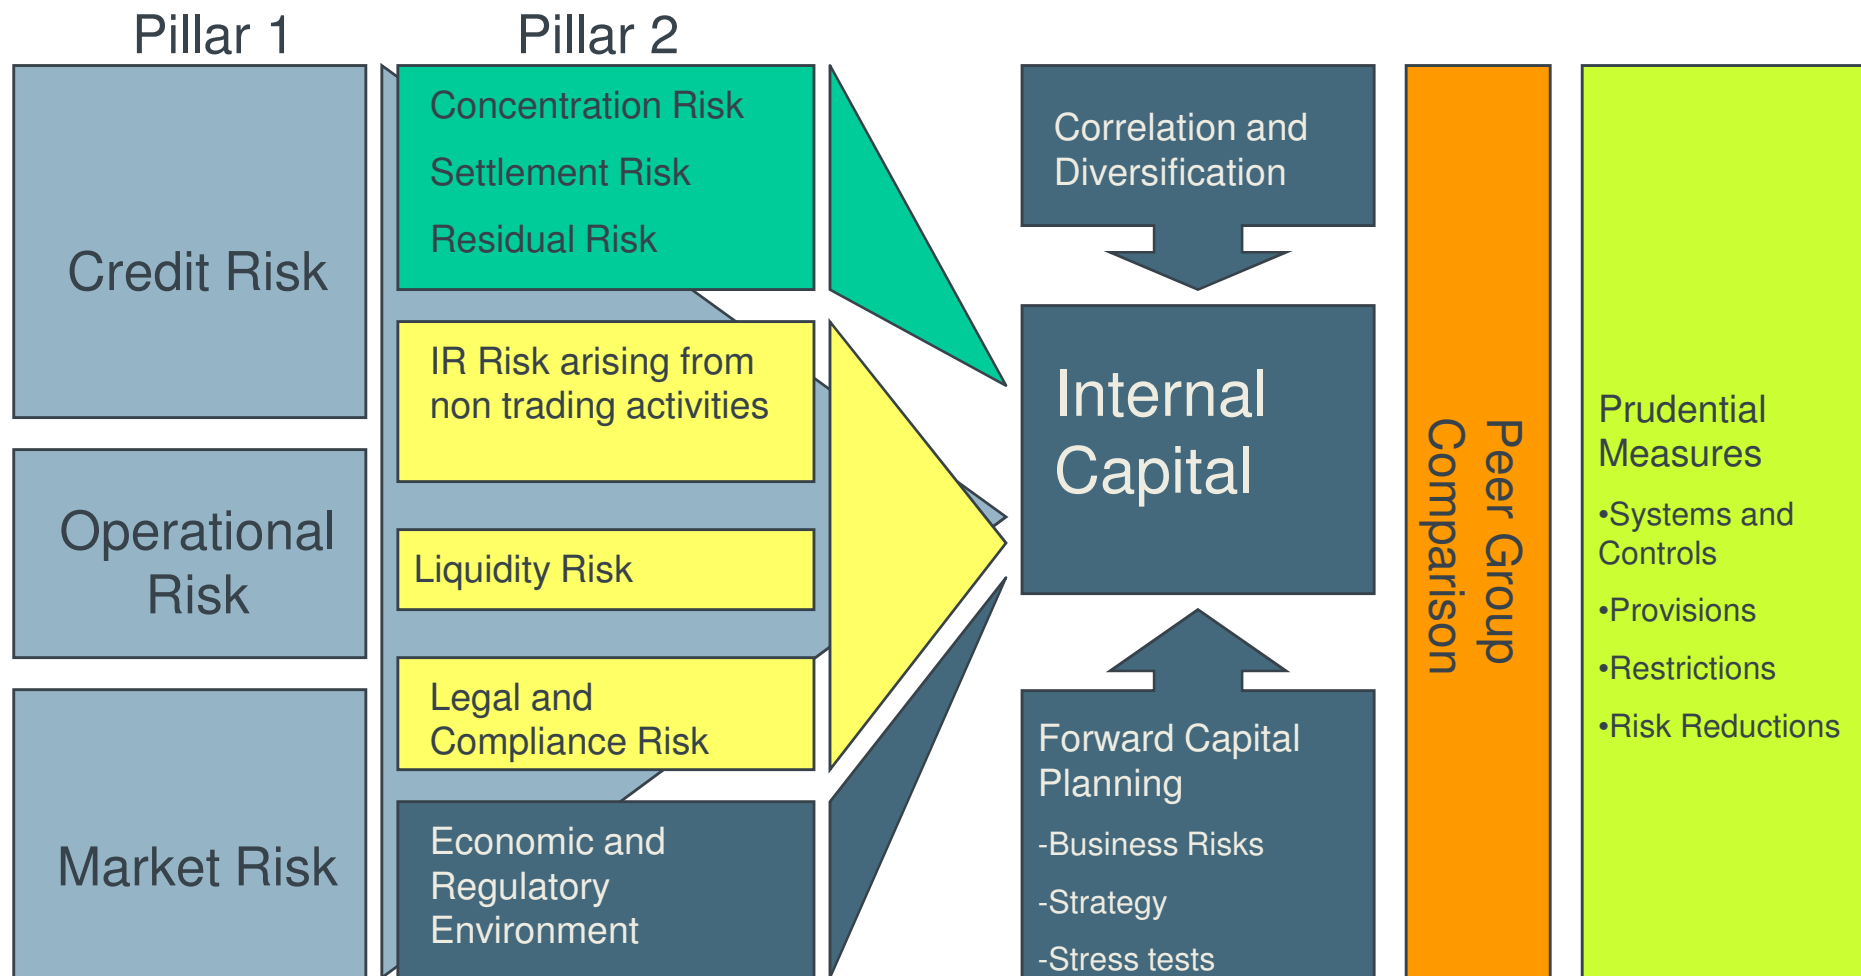 Pillar 1
Pillar 2
Credit Risk
Operational
Risk
Market Risk
Concentration Risk
Settlement Risk
Residual Risk
IR Risk arising from
non trading activities
Liquidity Risk
Legal and
Compliance Risk
Economic and
Regulatory
Environment
Correlation and
Diversification
Internal
Capital
Forward Capital
Planning
-Business Risks
-Strategy
-Stress tests
Peer Group
Comparison
Prudential
Measures
•Systems and
Controls
•Provisions
•Restrictions
•Risk Reductions